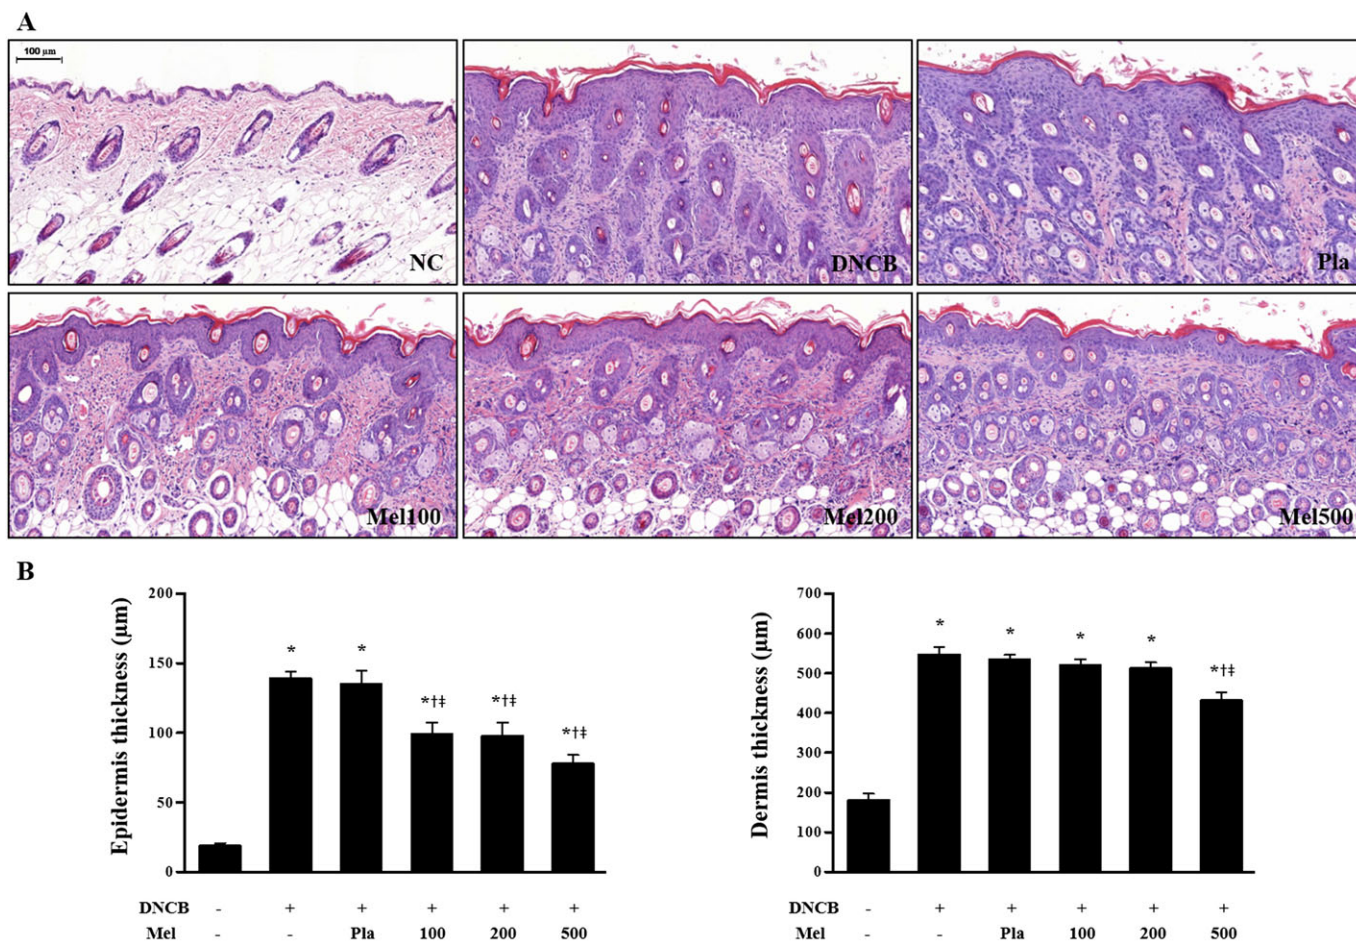 A
100 µm
NC
DNCB
Pla
Mel100
Mel200
Mel500
B
Epidermis thickness (µm)
200
150
100
50
0
*
*
*†‡
*†‡
*†‡
DNCB - + + + + +
Mel - - Pla 100 200 500
Dermis thickness (µm)
700
600
500
400
300
200
100
0
*
*
*
*
*†‡
DNCB - + + + + +
Mel - - Pla 100 200 500